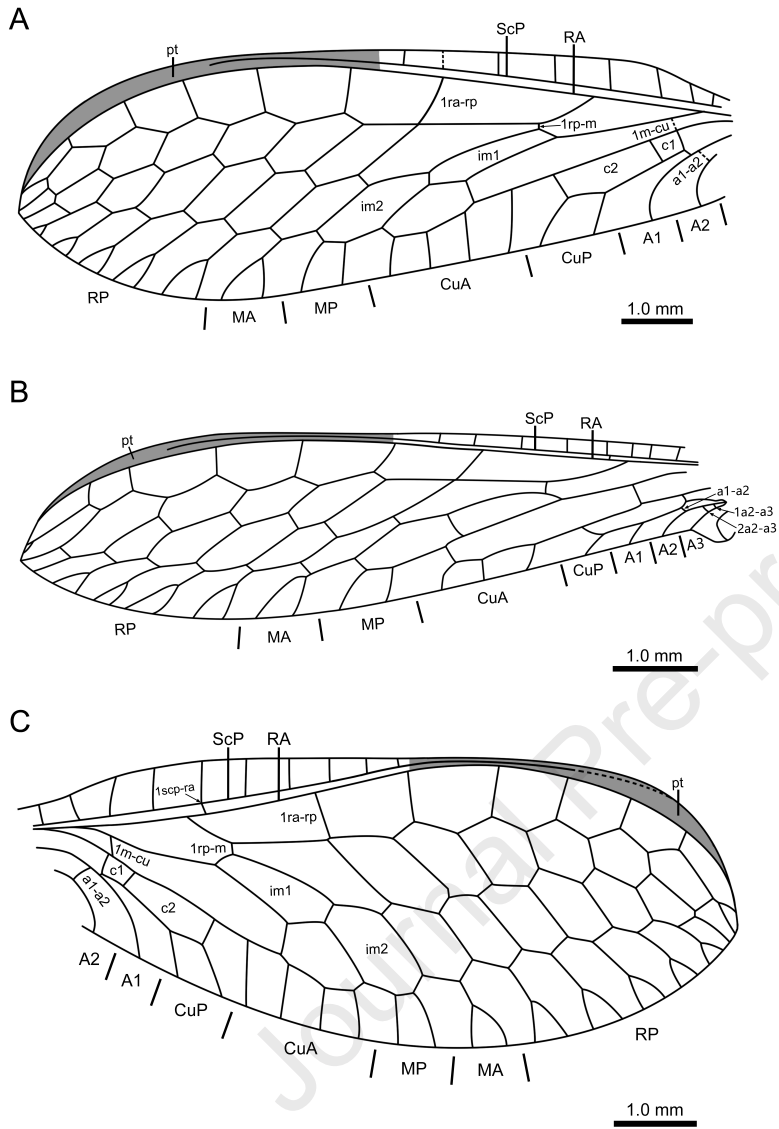 A
pt
ScP
RA
1ra-rp
1rp-m
1m-cu
c1
im1
c2
a1-a2
im2
RP
MA
MP
CuA
CuP
A1
A2
1.0 mm
B
pt
ScP
RA
a1-a2
1a2-a3
2a2-a3
RP
MA
MP
CuA
CuP
A1
A2
A3
1.0 mm
C
ScP
RA
pt
1scp-ra
1ra-rp
1m-cu
1rp-m
c1
a1-a2
im1
c2
im2
A2
A1
CuP
CuA
MP
MA
RP
1.0 mm
Journal Pre-pr